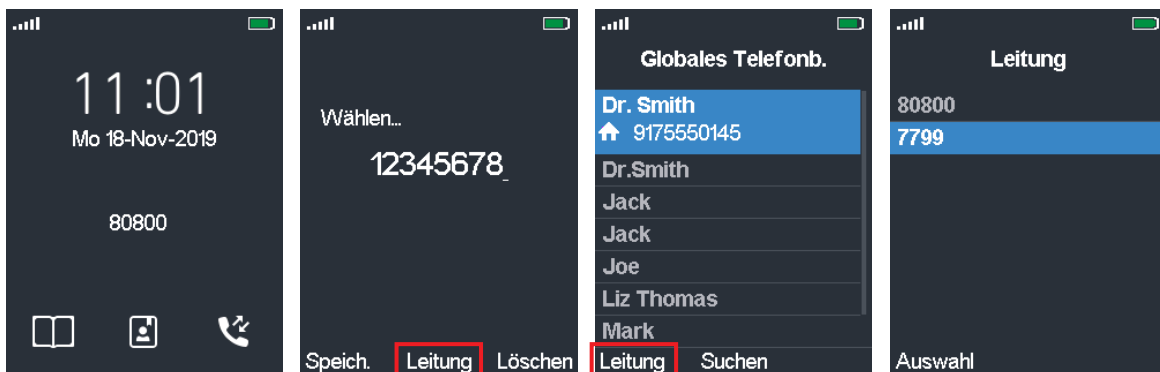 11:01
Mo 18-Nov-2019
80800
Wählen...
12345678_
Speich. Leitung Löschen
Globales Telefonb.
Dr. Smith
9175550145
Dr.Smith
Jack
Jack
Joe
Liz Thomas
Mark
Leitung Suchen
Leitung
80800
7799
Auswahl